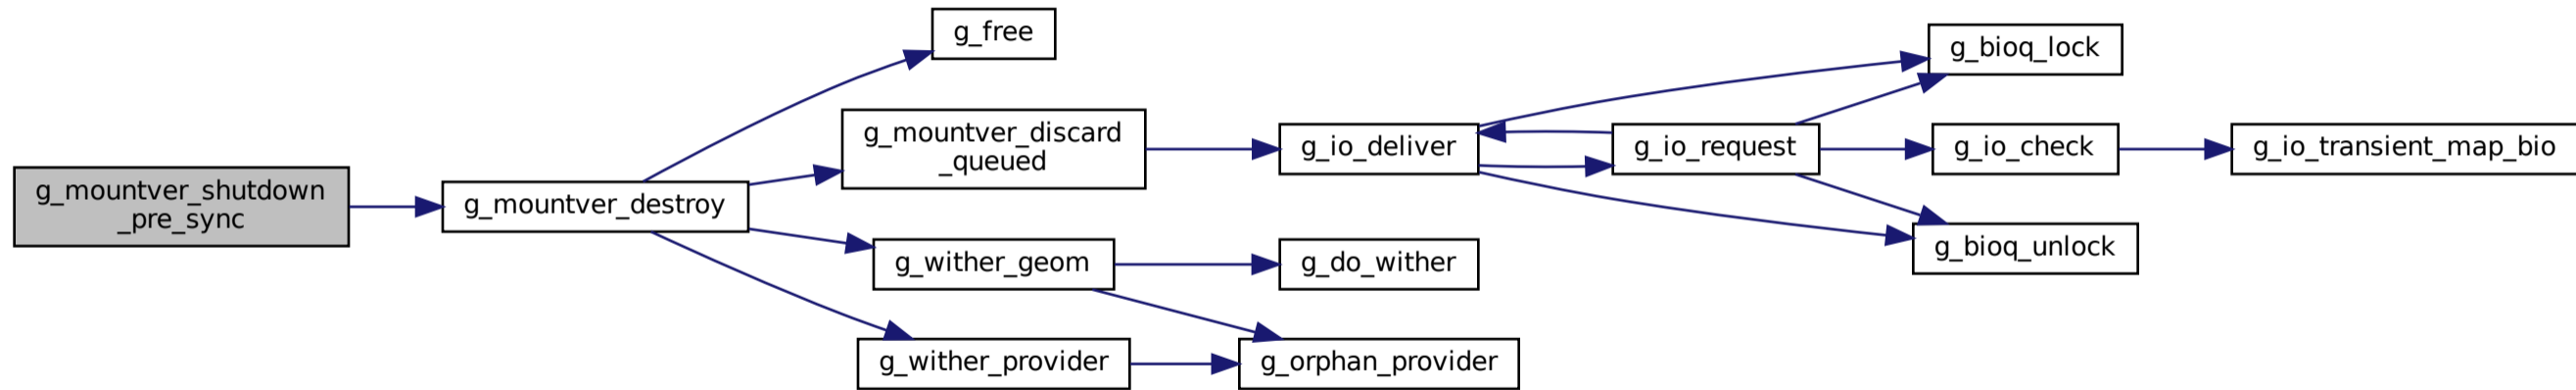 g_mountver_shutdown
_pre_sync
g_mountver_destroy
g_free
g_mountver_discard
_queued
g_wither_geom
g_wither_provider
g_io_deliver
g_do_wither
g_orphan_provider
g_io_request
g_bioq_lock
g_io_check
g_bioq_unlock
g_io_transient_map_bio